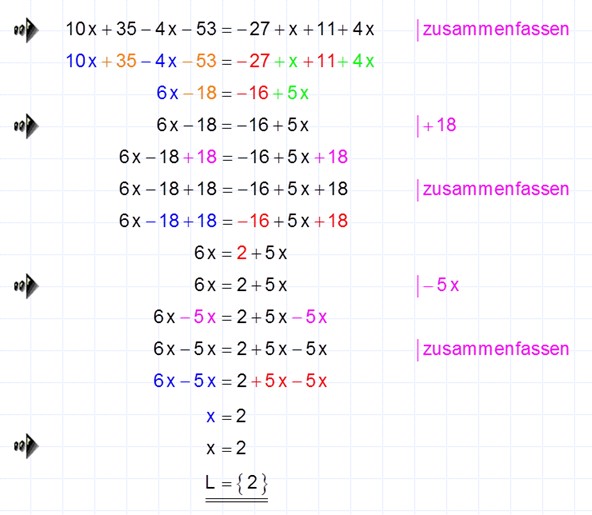 10x + 35 − 4x − 53 = −27 + x + 11 + 4x |zusammenfassen
10x + 35 − 4x − 53 = −27 + x + 11 + 4x
6x − 18 = −16 + 5x
6x − 18 = −16 + 5x |+18
6x − 18 + 18 = −16 + 5x + 18
6x − 18 + 18 = −16 + 5x + 18 |zusammenfassen
6x − 18 + 18 = −16 + 5x + 18
6x = 2 + 5x
6x = 2 + 5x |−5x
6x − 5x = 2 + 5x − 5x
6x − 5x = 2 + 5x − 5x |zusammenfassen
6x − 5x = 2 + 5x − 5x
x = 2
x = 2
L = {2}